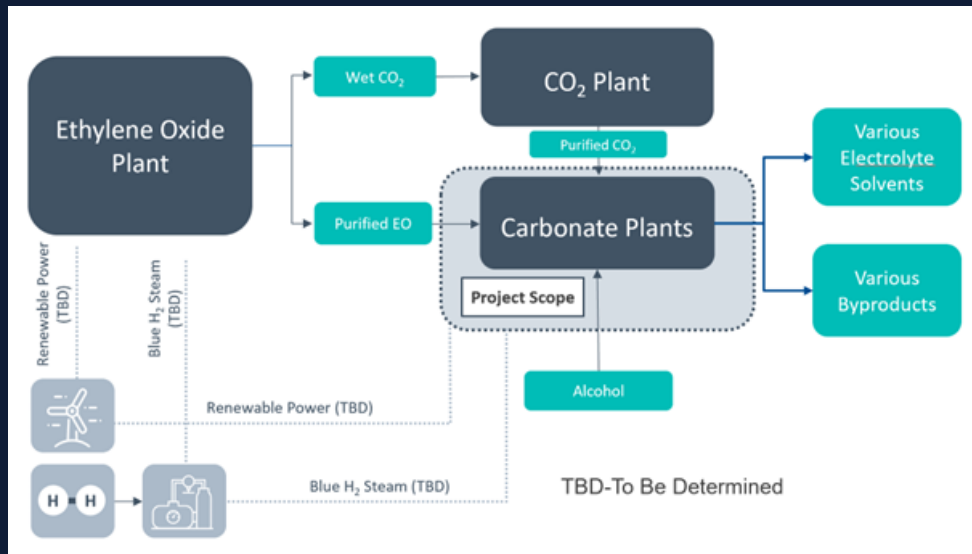 Ethylene Oxide
Plant
Wet CO₂
CO₂ Plant
Purified CO₂
Purified EO
Carbonate Plants
Project Scope
Various
Electrolyte
Solvents
Various
Byproducts
Alcohol
Renewable Power
(TBD)
Blue H₂ Steam
(TBD)
Renewable Power (TBD)
H H
Blue H₂ Steam (TBD)
TBD-To Be Determined